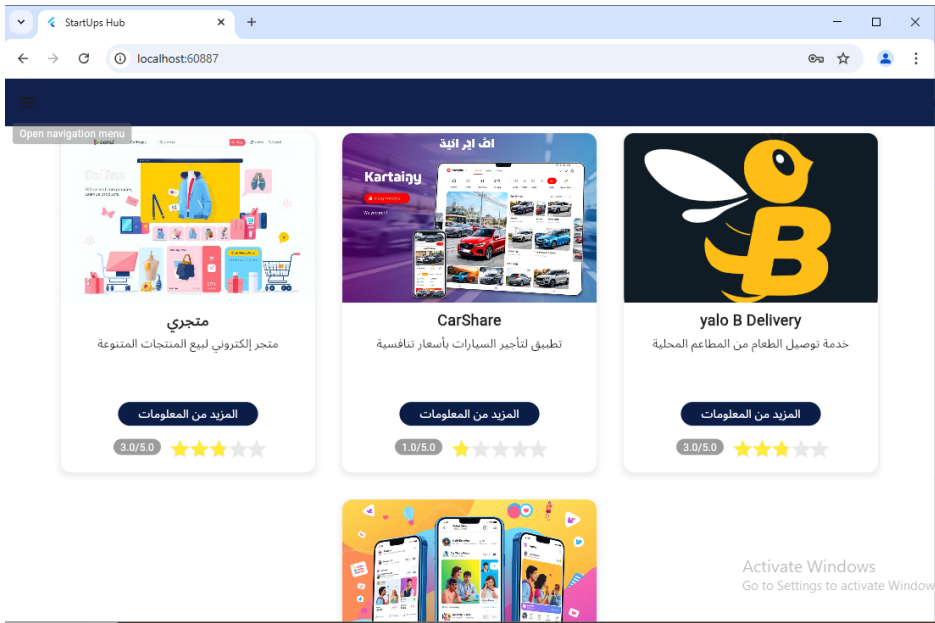 StartUps Hub
localhost:60887
Open navigation menu
متجري
متجر إلكتروني لبيع المنتجات المتنوعة
المزيد من المعلومات
3.0/5.0
Kartaipy
CarShare
تطبيق لتأجير السيارات بأسعار تنافسية
المزيد من المعلومات
1.0/5.0
B
yalo B Delivery
خدمة توصيل الطعام من المطاعم المحلية
المزيد من المعلومات
3.0/5.0
Activate Windows
Go to Settings to activate Window